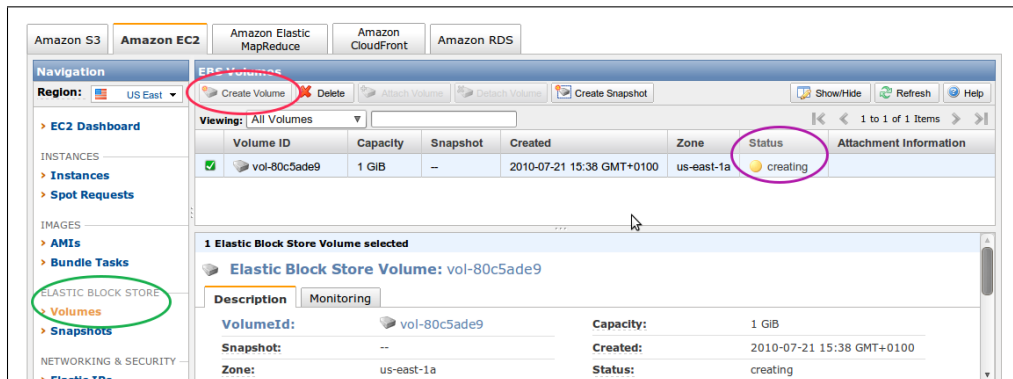 Amazon S3
Amazon EC2
Amazon Elastic MapReduce
Amazon CloudFront
Amazon RDS
Navigation
Region: US East
> EC2 Dashboard
INSTANCES
> Instances
> Spot Requests
IMAGES
> AMIs
> Bundle Tasks
ELASTIC BLOCK STORE
> Volumes
> Snapshots
NETWORKING & SECURITY
> Elastic IPs
EBS Volumes
Create Volume Delete Attach Volume Detach Volume Create Snapshot Show/Hide Refresh Help
Viewing: All Volumes 1 to 1 of 1 Items
Volume ID Capacity Snapshot Created Zone Status Attachment Information
vol-80c5ade9 1 GiB -- 2010-07-21 15:38 GMT+0100 us-east-1a creating
1 Elastic Block Store Volume selected
Elastic Block Store Volume: vol-80c5ade9
Description Monitoring
VolumeId: vol-80c5ade9 Capacity: 1 GiB
Snapshot: -- Created: 2010-07-21 15:38 GMT+0100
Zone: us-east-1a Status: creating